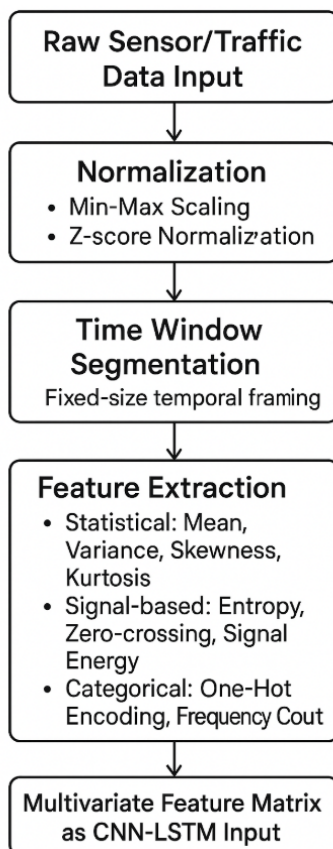 Raw Sensor/Traffic
Data Input
Normalization
• Min-Max Scaling
• Z-score Normalization
Time Window
Segmentation
Fixed-size temporal framing
Feature Extraction
• Statistical: Mean,
Variance, Skewness,
Kurtosis
• Signal-based: Entropy,
Zero-crossing, Signal
Energy
• Categorical: One-Hot
Encoding, Frequency Cout
Multivariate Feature Matrix
as CNN-LSTM Input